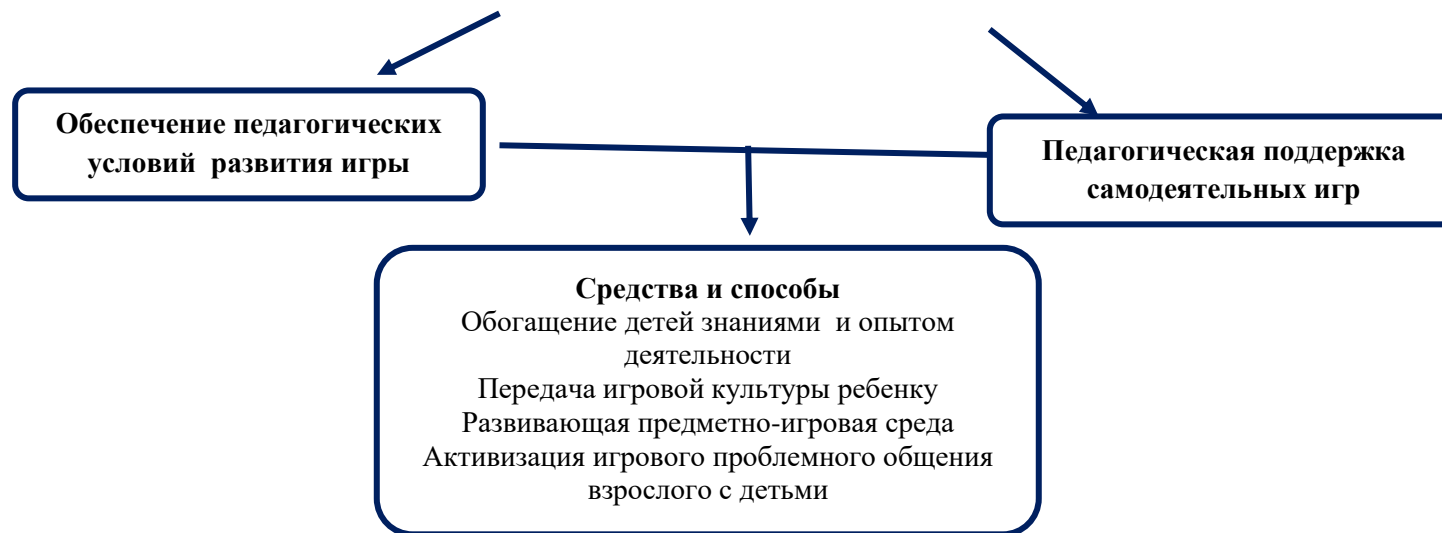 Обеспечение педагогических
условий  развития игры
Педагогическая поддержка
самодеятельных игр
Средства и способы
Обогащение детей знаниями  и опытом
деятельности
Передача игровой культуры ребенку
Развивающая предметно-игровая среда
Активизация игрового проблемного общения
взрослого с детьми